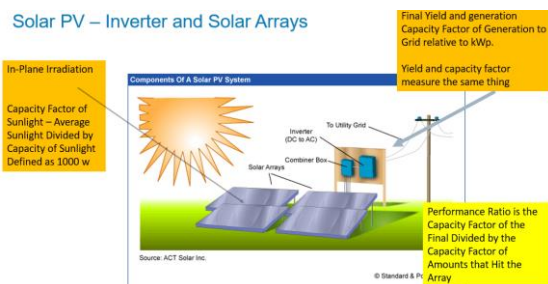 Solar PV – Inverter and Solar Arrays
In-Plane Irradiation
Capacity Factor of
Sunlight – Average
Sunlight Divided by
Capacity of Sunlight
Defined as 1000 w
Final Yield and generation
Capacity Factor of Generation to
Grid relative to kWp.
Yield and capacity factor
measure the same thing
Components Of A Solar PV System
To Utility Grid
Inverter
(DC to AC)
Combiner Box
Solar Arrays
Performance Ratio is the
Capacity Factor of the
Final Divided by the
Capacity Factor of
Amounts that Hit the
Array
Source: ACT Solar Inc.
© Standard &